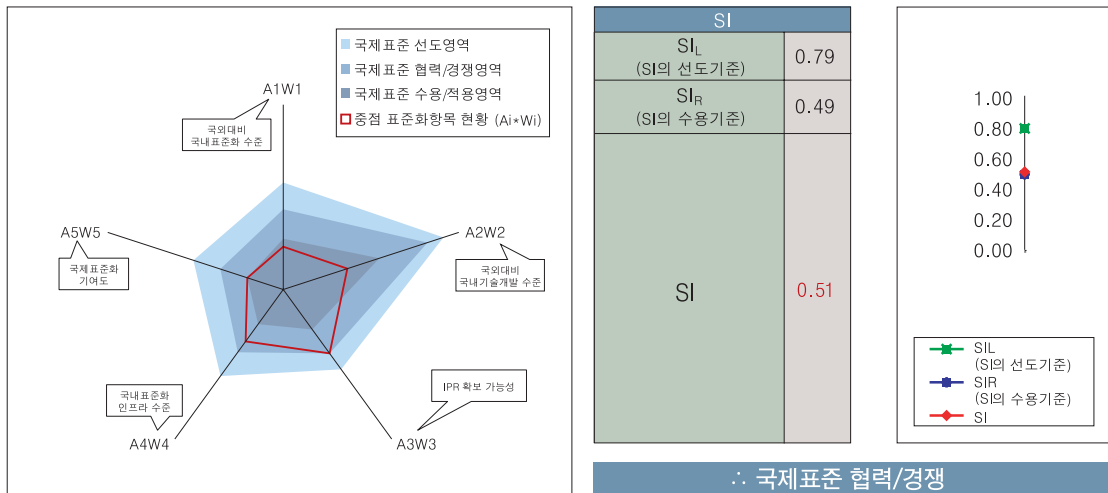 국제표준 선도영역
국제표준 협력/경쟁영역
국제표준 수용/적용영역
중점 표준화항목 현황 (Ai*Wi)
A1W1
국외대비
국내표준화 수준
A2W2
국외대비
국내기술개발 수준
A5W5
국제표준화
기여도
국내표준화
인프라 수준
A4W4
IPR 확보 가능성
A3W3
SI
SIL
(SI의 선도기준)
0.79
SIR
(SI의 수용기준)
0.49
SI
0.51
1.00
0.80
0.60
0.40
0.20
0.00
SIL
(SI의 선도기준)
SIR
(SI의 수용기준)
SI
∴ 국제표준 협력/경쟁